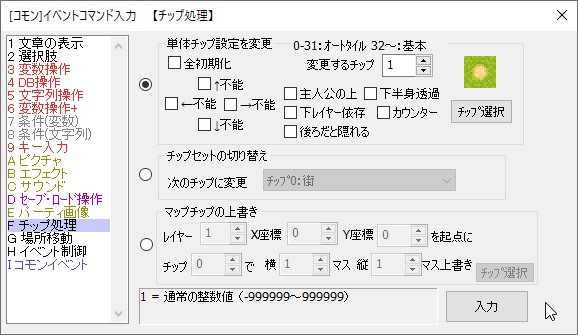 [コモン]イベントコマンド入力 【チップ処理】
1 文章の表示
2 選択肢
3 変数操作
4 DB操作
5 文字列操作
6 変数操作+
7 条件(変数)
8 条件(文字列)
9 キー入力
A ピクチャ
B エフェクト
C サウンド
D セーブ・ロード操作
E パーティ画像
F チップ処理
G 場所移動
H イベント制御
I コモンイベント
単体チップ設定を変更 0-31:オートタイル 32~:基本
全初期化
変更するチップ 1
↑不能
←不能 →不能
↓不能
主人公の上 下半身透過
下レイヤー依存 カウンター
後ろだと隠れる
チップ選択
チップセットの切り替え
次のチップに変更 チップ0:街
マップチップの上書き
レイヤー 1 X座標 0 Y座標 0 を起点に
チップ 0 で 横 1 マス 縦 1 マス上書き チップ選択
1 = 通常の整数値 (-999999~999999)
入力